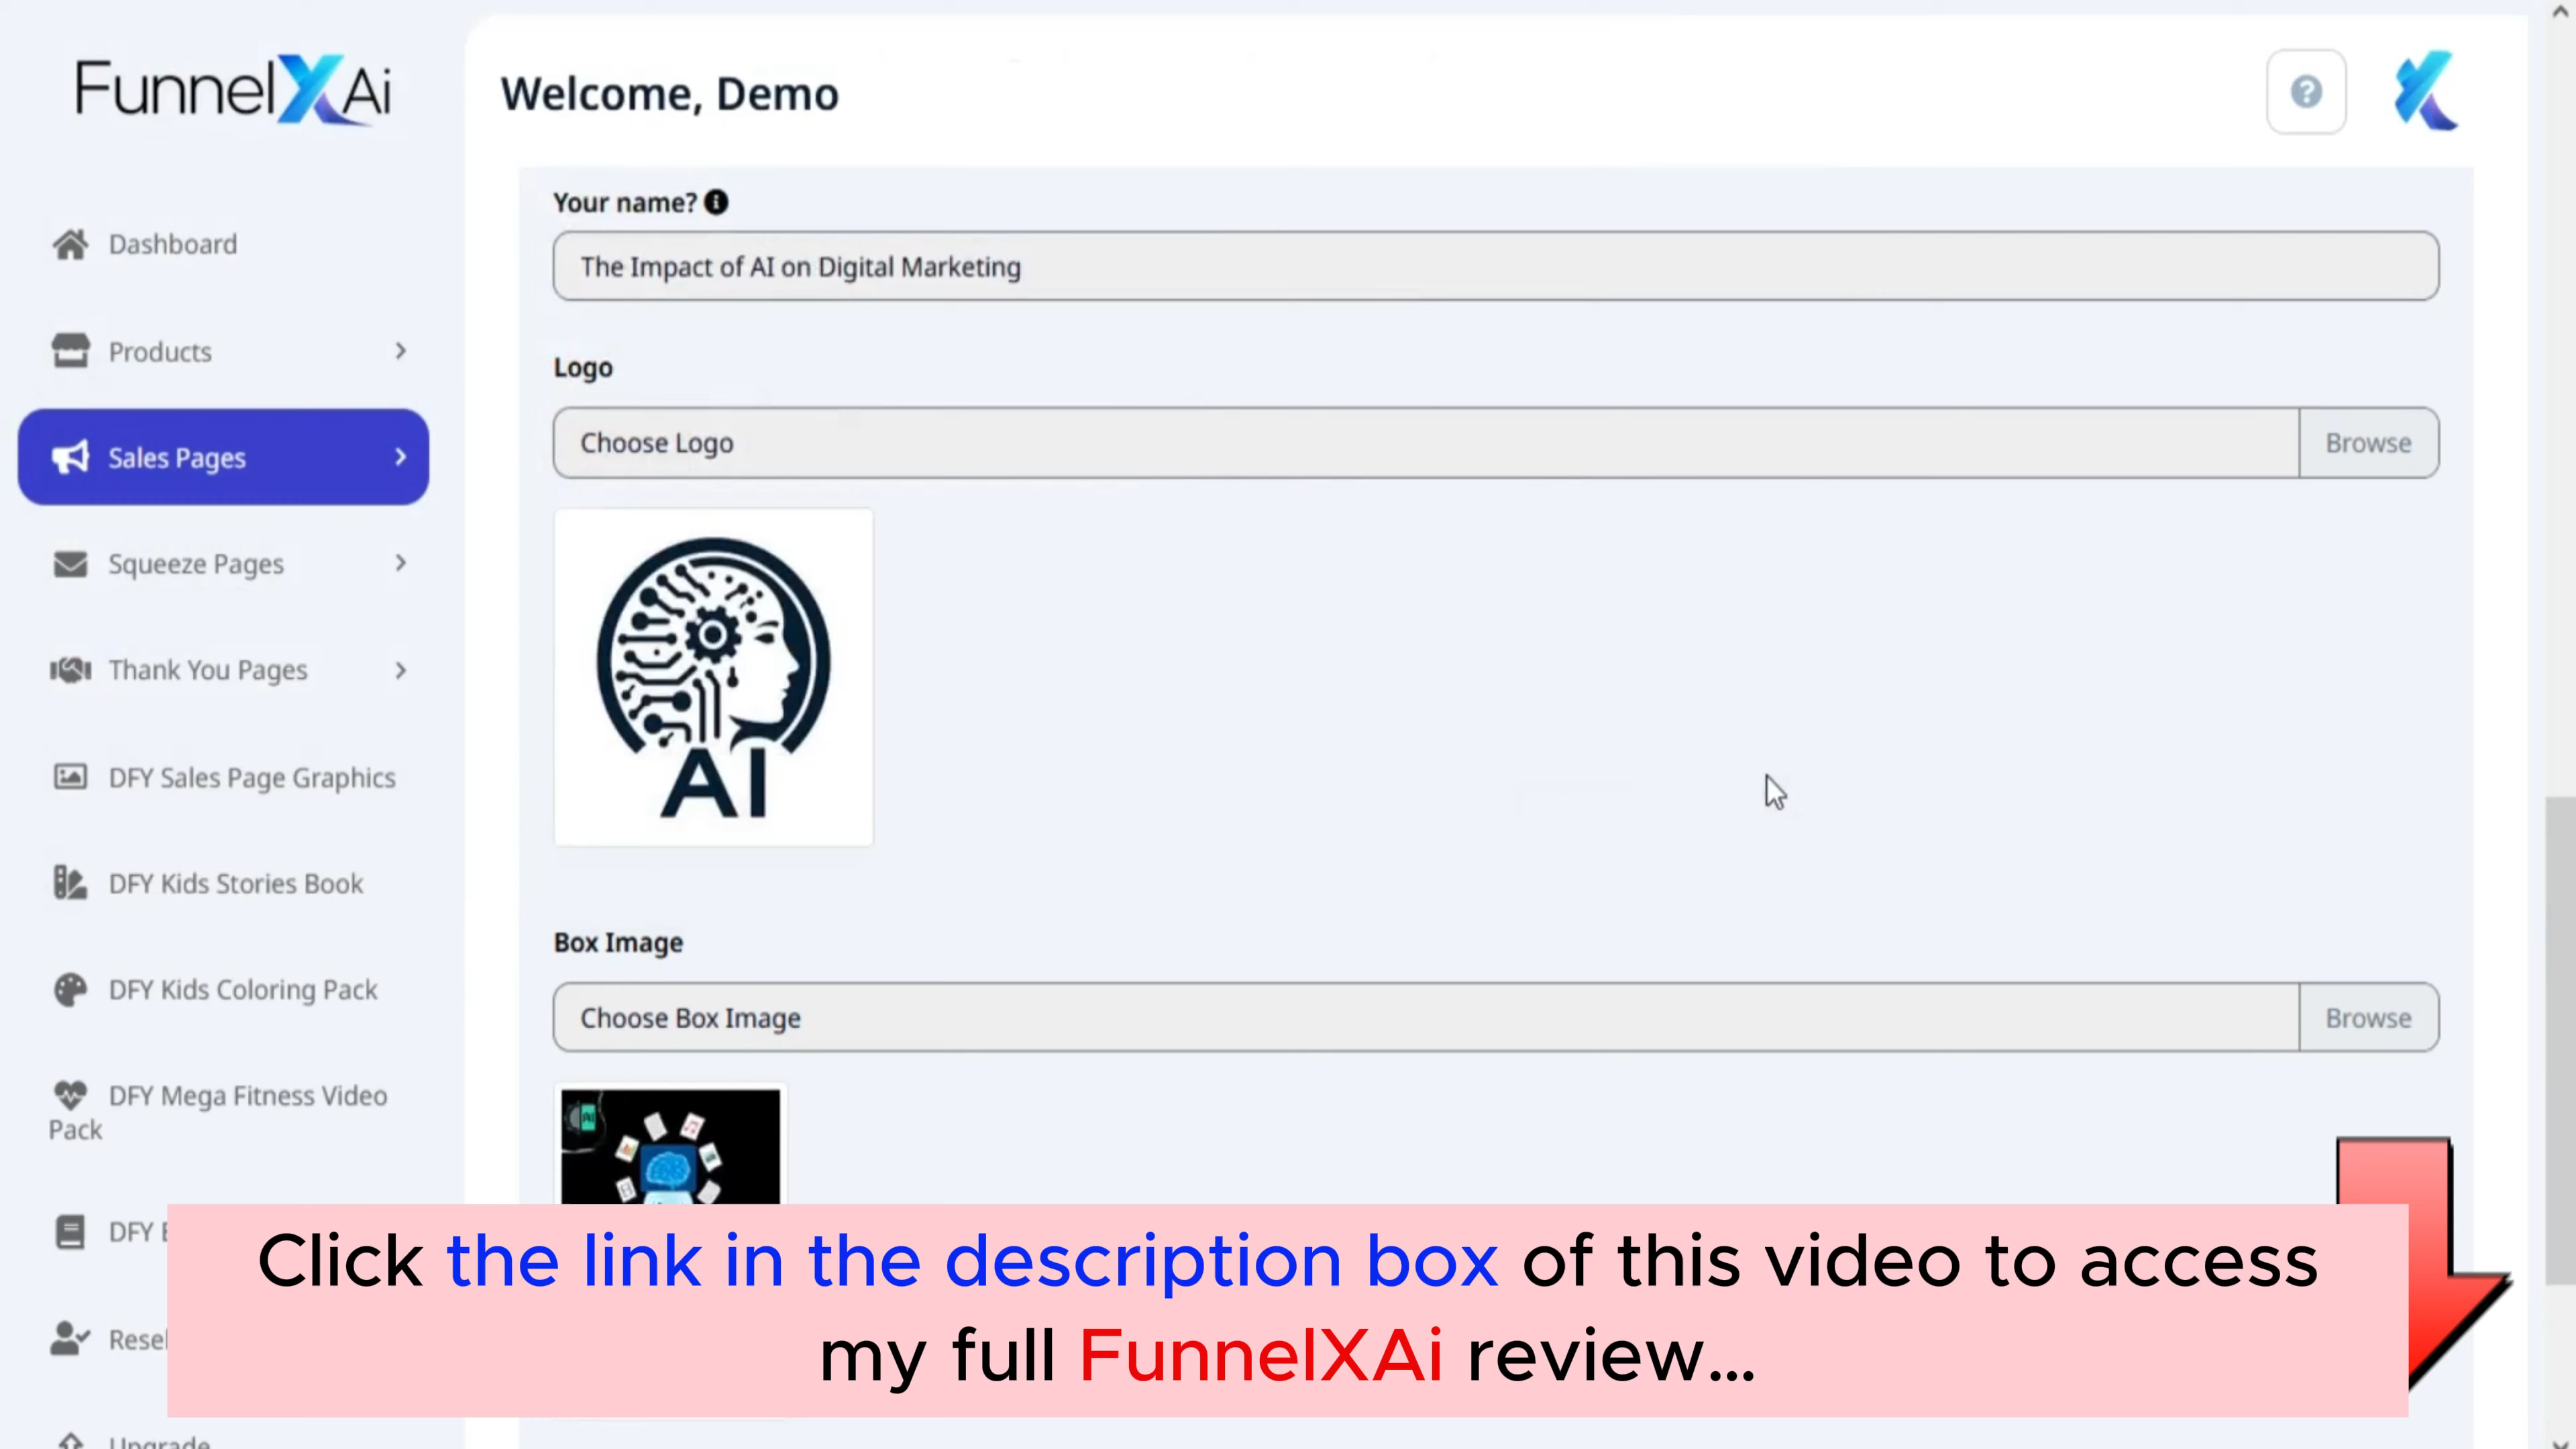 FunnelXAi
Welcome, Demo
Dashboard
Products
Sales Pages
Squeeze Pages
Thank You Pages
DFY Sales Page Graphics
DFY Kids Stories Book
DFY Kids Coloring Pack
DFY Mega Fitness Video
Pack
DFY
Upgrade
Your name?
The Impact of AI on Digital Marketing
Logo
Choose Logo
Browse
AI
Box Image
Choose Box Image
Browse
Click the link in the description box of this video to access
my full FunnelXAi review...